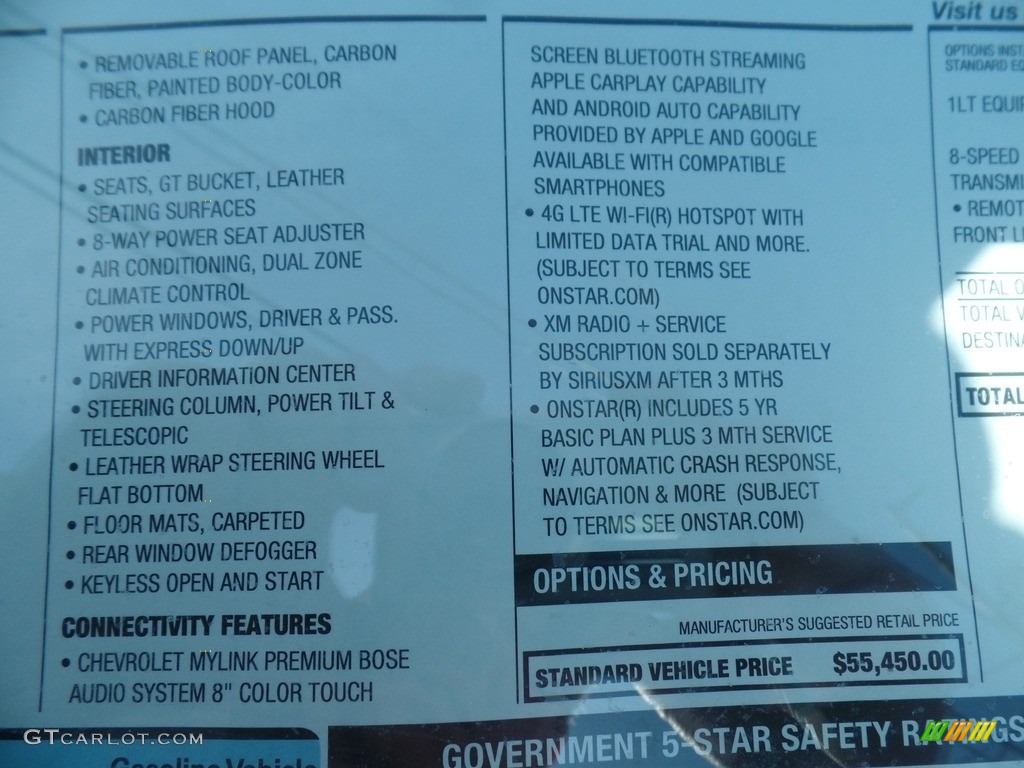 • REMOVABLE ROOF PANEL, CARBON
FIBER, PAINTED BODY-COLOR
• CARBON FIBER HOOD
INTERIOR
• SEATS, GT BUCKET, LEATHER
SEATING SURFACES
• 8-WAY POWER SEAT ADJUSTER
• AIR CONDITIONING, DUAL ZONE
CLIMATE CONTROL
• POWER WINDOWS, DRIVER & PASS.
WITH EXPRESS DOWN/UP
• DRIVER INFORMATION CENTER
• STEERING COLUMN, POWER TILT &
TELESCOPIC
• LEATHER WRAP STEERING WHEEL
FLAT BOTTOM
• FLOOR MATS, CARPETED
• REAR WINDOW DEFOGGER
• KEYLESS OPEN AND START
CONNECTIVITY FEATURES
• CHEVROLET MYLINK PREMIUM BOSE
AUDIO SYSTEM 8" COLOR TOUCH
SCREEN BLUETOOTH STREAMING
APPLE CARPLAY CAPABILITY
AND ANDROID AUTO CAPABILITY
PROVIDED BY APPLE AND GOOGLE
AVAILABLE WITH COMPATIBLE
SMARTPHONES
• 4G LTE WI-FI(R) HOTSPOT WITH
LIMITED DATA TRIAL AND MORE.
(SUBJECT TO TERMS SEE
ONSTAR.COM)
• XM RADIO + SERVICE
SUBSCRIPTION SOLD SEPARATELY
BY SIRIUSXM AFTER 3 MTHS
• ONSTAR(R) INCLUDES 5 YR
BASIC PLAN PLUS 3 MTH SERVICE
W/ AUTOMATIC CRASH RESPONSE,
NAVIGATION & MORE (SUBJECT
TO TERMS SEE ONSTAR.COM)
OPTIONS & PRICING
MANUFACTURER'S SUGGESTED RETAIL PRICE
STANDARD VEHICLE PRICE $55,450.00
Visit us
OPTIONS INST
STANDARD EQ
1LT EQUIP
8-SPEED
TRANSMI
• REMOT
FRONT LI
TOTAL O
TOTAL V
DESTINA
TOTAL
GOVERNMENT 5-STAR SAFETY RATINGS
Gasoline Vehicle
GTCARLOT.COM